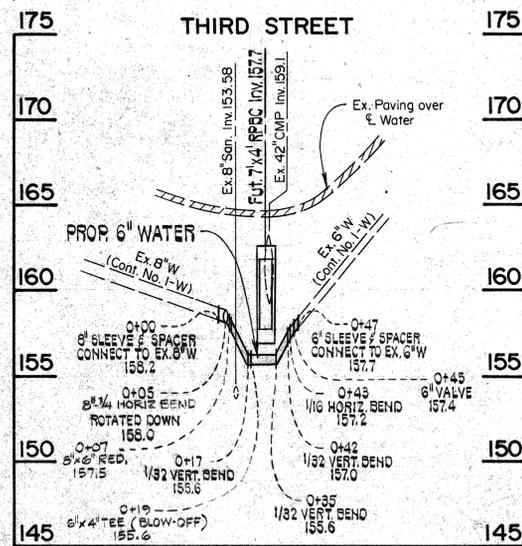 THIRD STREET
175
175
170
170
165
165
160
160
155
155
150
150
145
145
Ex. 8" San. Inv. 153.58
Fut. 7'x4' RPBC Inv. 157.7
Ex. 42" CMP Inv. 159.1
Ex. Paving over
℄ Water
PROP. 6" WATER
Ex. 8" W
(Cont. No. 1-W)
Ex. 6" W
(Cont. No. 1-W)
0+00
8" SLEEVE & SPACER
CONNECT TO EX. 8" W
158.2
0+05
8"-1/4 HORIZ BEND
ROTATED DOWN
158.0
0+07
8"x6" RED.
157.5
0+17
1/32 VERT. BEND
155.6
0+19
6"x4" TEE (BLOW-OFF)
155.6
0+47
6" SLEEVE & SPACER
CONNECT TO EX. 6" W
157.7
0+45
6" VALVE
157.4
0+43
1/16 HORIZ. BEND
157.2
0+42
1/32 VERT. BEND
157.0
0+35
1/32 VERT. BEND
155.6